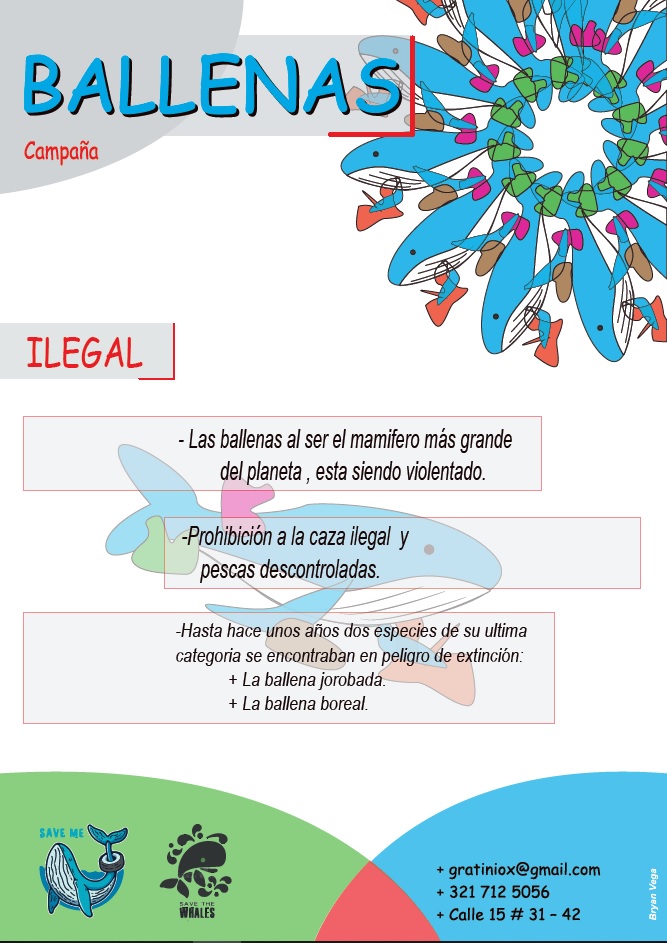 BALLENAS
Campaña
ILEGAL
- Las ballenas al ser el mamifero más grande
del planeta , esta siendo violentado.
-Prohibición a la caza ilegal y
pescas descontroladas.
-Hasta hace unos años dos especies de su ultima
categoria se encontraban en peligro de extinción:
+ La ballena jorobada.
+ La ballena boreal.
SAVE ME
SAVE THE
WHALES
+ gratiniox@gmail.com
+ 321 712 5056
+ Calle 15 # 31 – 42
Bryan Vega